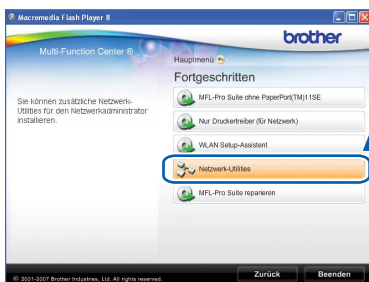 Macromedia Flash Player 8
brother
Multi-Function Center ®
Hauptmenü
Fortgeschritten
Sie können zusätzliche Netzwerk-
Utilities für den Netzwerkadministrator
installieren.
MFL-Pro Suite ohne PaperPort(TM)11SE
Nur Druckertreiber (für Netzwerk)
WLAN Setup-Assistent
Netzwerk-Utilities
MFL-Pro Suite reparieren
© 2001-2007 Brother Industries, Ltd. All rights reserved.
Zurück
Beenden